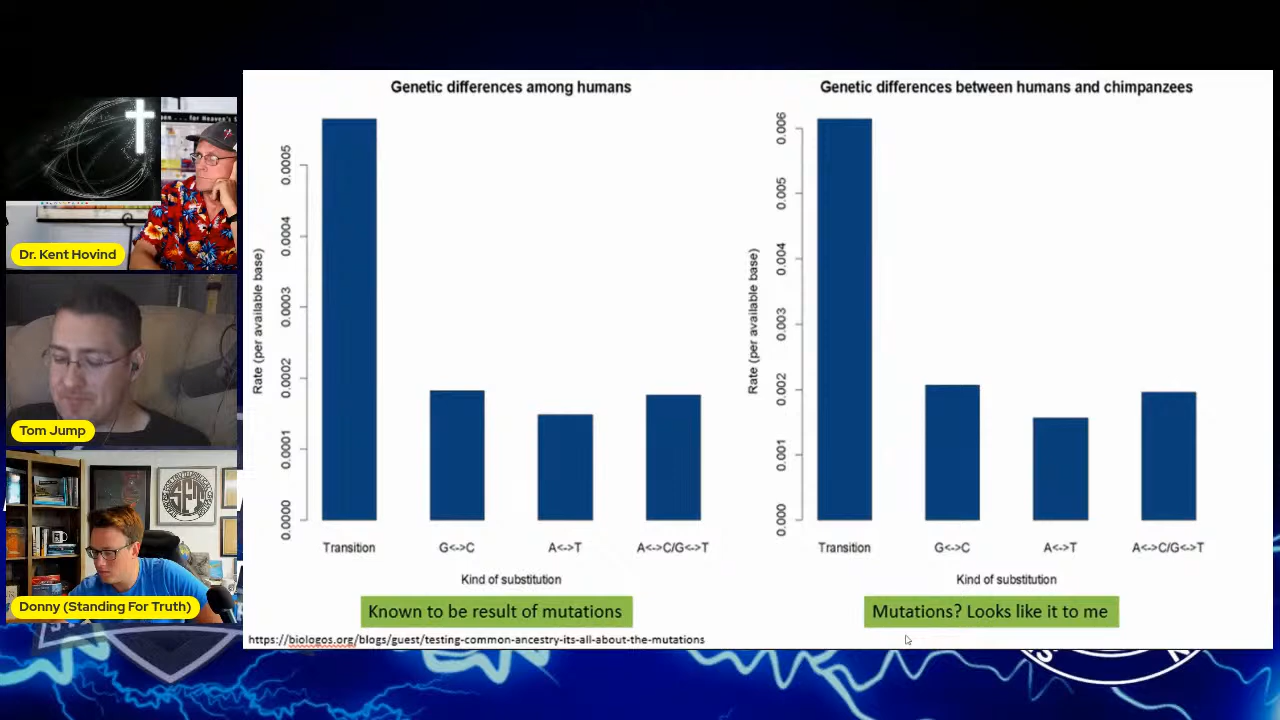 Genetic differences among humans
Rate (per available base)
0.0005
0.0004
0.0003
0.0002
0.0001
0.0000
Transition
G<->C
A<->T
A<->C/G<->T
Kind of substitution
Known to be result of mutations
Genetic differences between humans and chimpanzees
Rate (per available base)
0.006
0.005
0.004
0.003
0.002
0.001
0.000
Transition
G<->C
A<->T
A<->C/G<->T
Kind of substitution
Mutations? Looks like it to me
https://biologos.org/blogs/guest/testing-common-ancestry-its-all-about-the-mutations
Dr. Kent Hovind
Tom Jump
Donny (Standing For Truth)
SFT